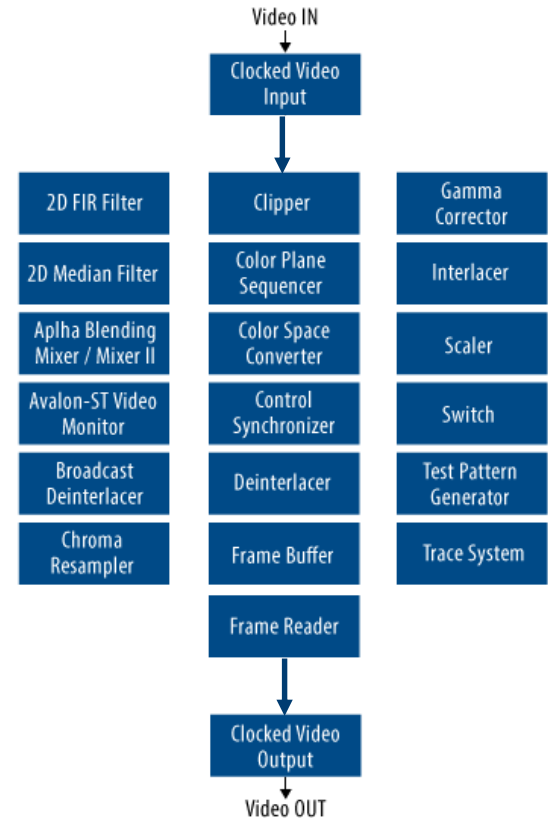 Video IN
Clocked Video
Input
2D FIR Filter
Clipper
Gamma
Corrector
2D Median Filter
Color Plane
Sequencer
Interlacer
Aplha Blending
Mixer / Mixer II
Color Space
Converter
Scaler
Avalon-ST Video
Monitor
Control
Synchronizer
Switch
Broadcast
Deinterlacer
Deinterlacer
Test Pattern
Generator
Chroma
Resampler
Frame Buffer
Trace System
Frame Reader
Clocked Video
Output
Video OUT